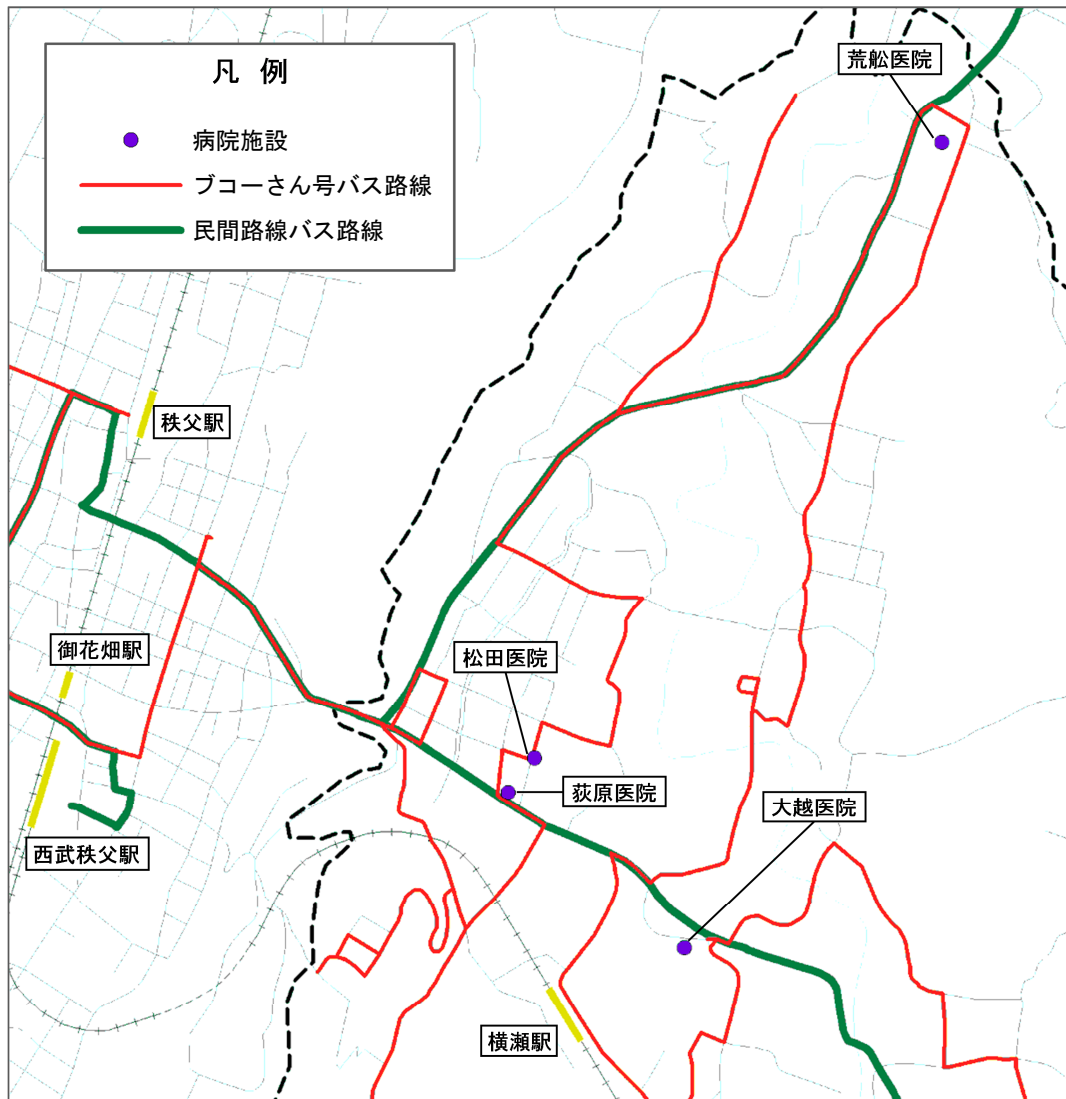 凡 例
病院施設
ブコーさん号バス路線
民間路線バス路線
荒舩医院
秩父駅
御花畑駅
松田医院
荻原医院
大越医院
西武秩父駅
横瀬駅